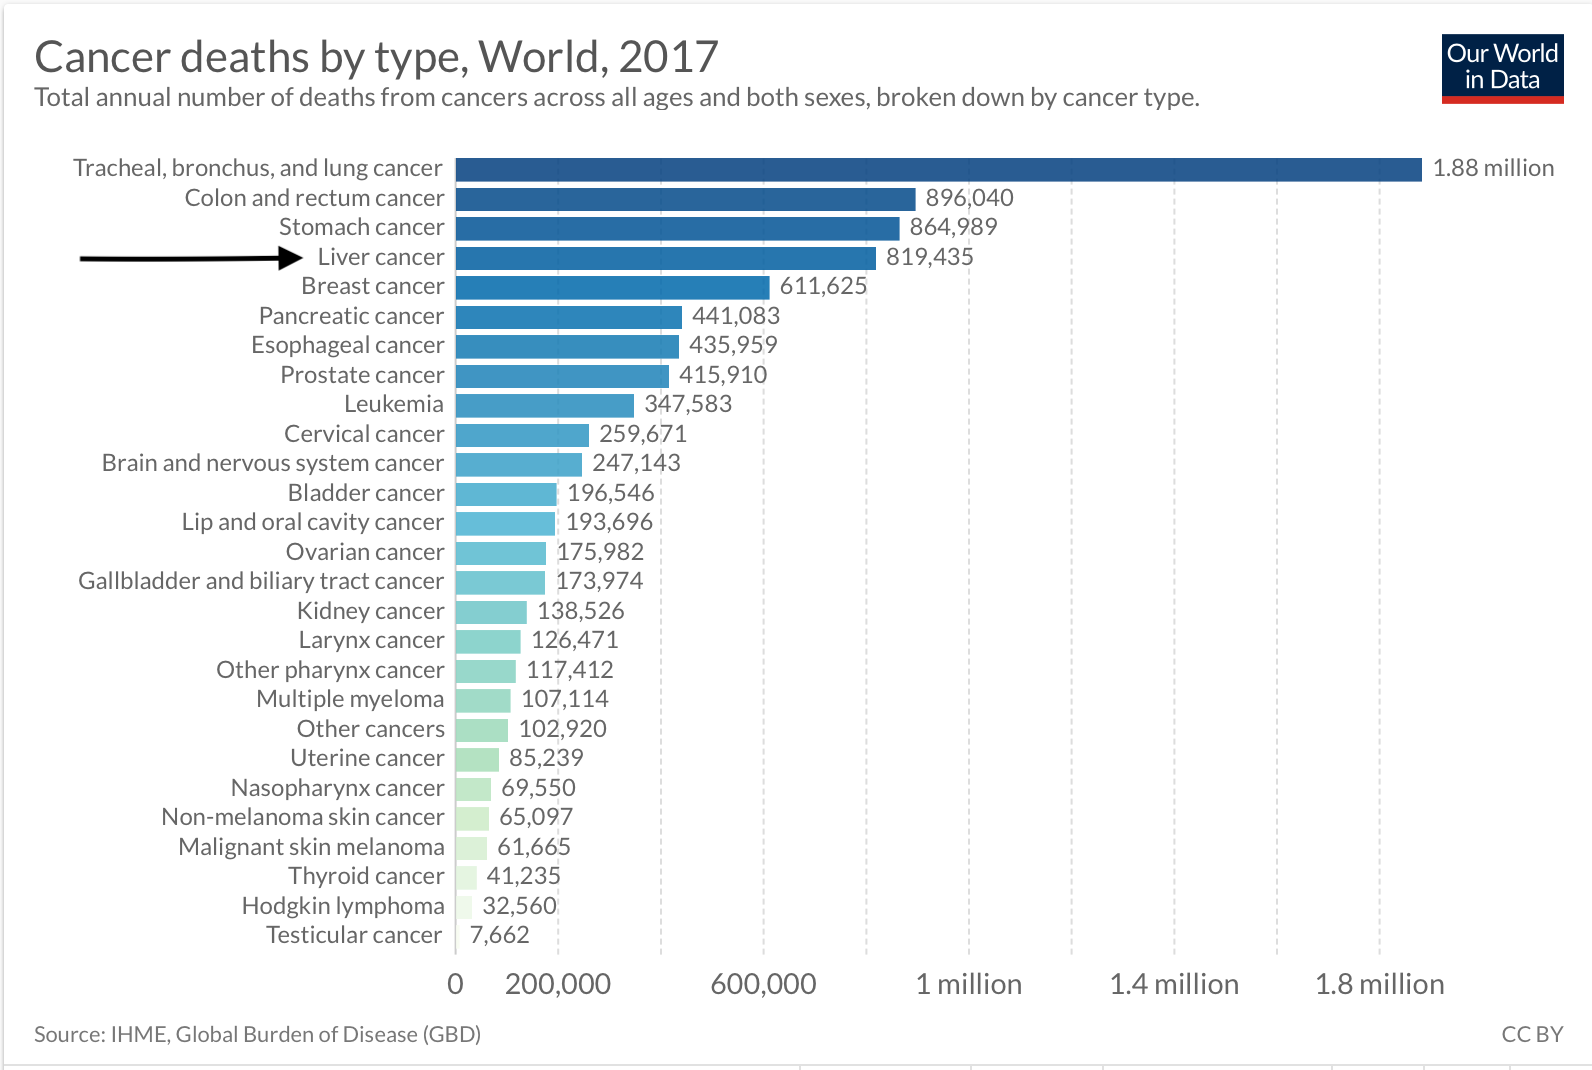 Cancer deaths by type, World, 2017
Our World
in Data
Total annual number of deaths from cancers across all ages and both sexes, broken down by cancer type.
Tracheal, bronchus, and lung cancer 1.88 million
Colon and rectum cancer 896,040
Stomach cancer 864,989
Liver cancer 819,435
Breast cancer 611,625
Pancreatic cancer 441,083
Esophageal cancer 435,959
Prostate cancer 415,910
Leukemia 347,583
Cervical cancer 259,671
Brain and nervous system cancer 247,143
Bladder cancer 196,546
Lip and oral cavity cancer 193,696
Ovarian cancer 175,982
Gallbladder and biliary tract cancer 173,974
Kidney cancer 138,526
Larynx cancer 126,471
Other pharynx cancer 117,412
Multiple myeloma 107,114
Other cancers 102,920
Uterine cancer 85,239
Nasopharynx cancer 69,550
Non-melanoma skin cancer 65,097
Malignant skin melanoma 61,665
Thyroid cancer 41,235
Hodgkin lymphoma 32,560
Testicular cancer 7,662
0 200,000 600,000 1 million 1.4 million 1.8 million
Source: IHME, Global Burden of Disease (GBD) CC BY